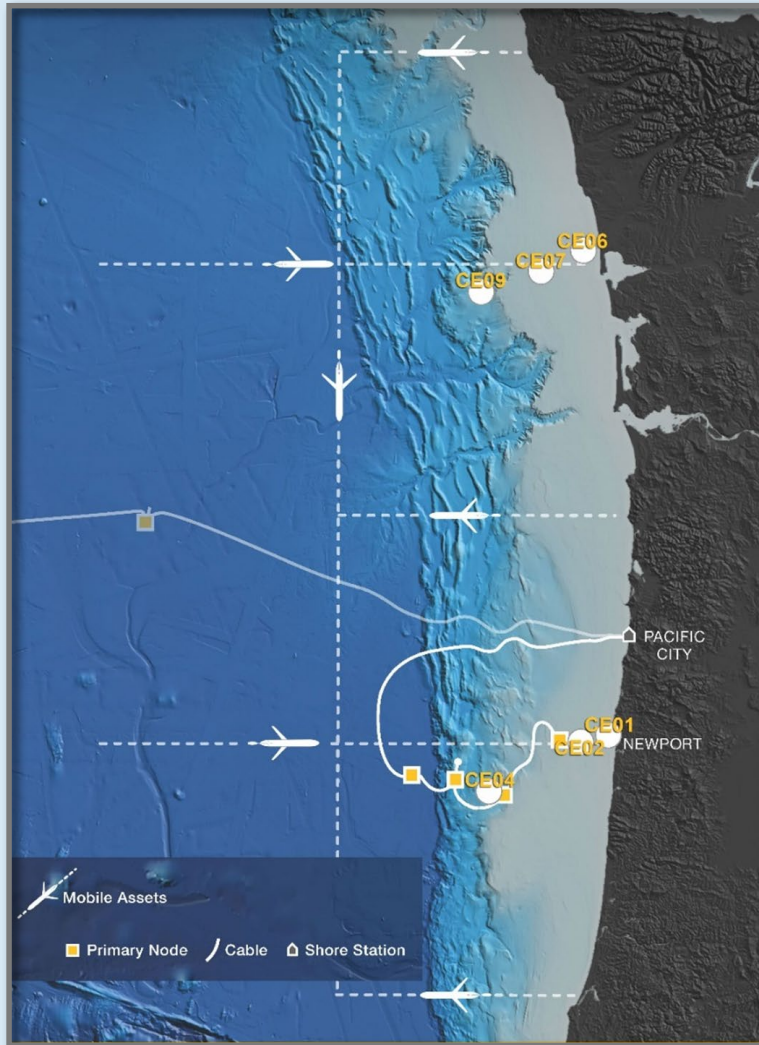 CE06
CE07
CE09
PACIFIC
CITY
CE01
CE02
NEWPORT
CE04
Mobile Assets
Primary Node
Cable
Shore Station